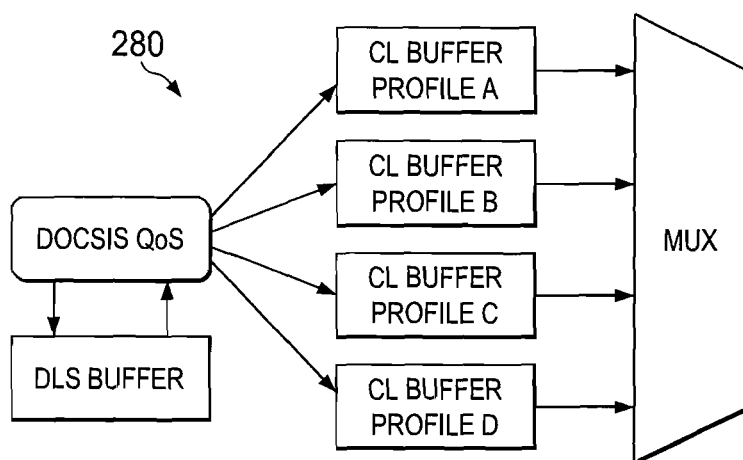 280
CL BUFFER
PROFILE A
CL BUFFER
PROFILE B
DOCSIS QoS
MUX
CL BUFFER
PROFILE C
DLS BUFFER
CL BUFFER
PROFILE D